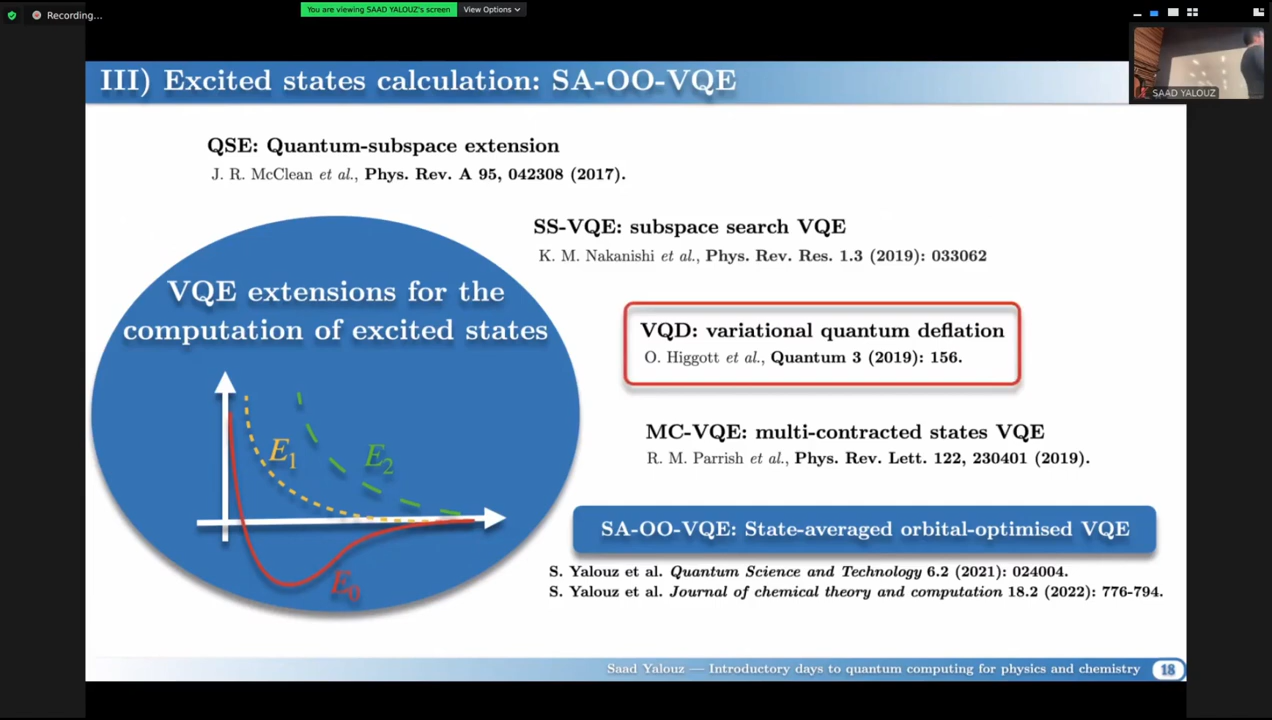 Recording...
You are viewing SAAD YALOUZ's screen
View Options
SAAD YALOUZ
III) Excited states calculation: SA-OO-VQE
QSE: Quantum-subspace extension
J. R. McClean et al., Phys. Rev. A 95, 042308 (2017).
SS-VQE: subspace search VQE
K. M. Nakanishi et al., Phys. Rev. Res. 1.3 (2019): 033062
VQE extensions for the
computation of excited states
E1
E2
E0
VQD: variational quantum deflation
O. Higgott et al., Quantum 3 (2019): 156.
MC-VQE: multi-contracted states VQE
R. M. Parrish et al., Phys. Rev. Lett. 122, 230401 (2019).
SA-OO-VQE: State-averaged orbital-optimised VQE
S. Yalouz et al. Quantum Science and Technology 6.2 (2021): 024004.
S. Yalouz et al. Journal of chemical theory and computation 18.2 (2022): 776-794.
Saad Yalouz — Introductory days to quantum computing for physics and chemistry
18